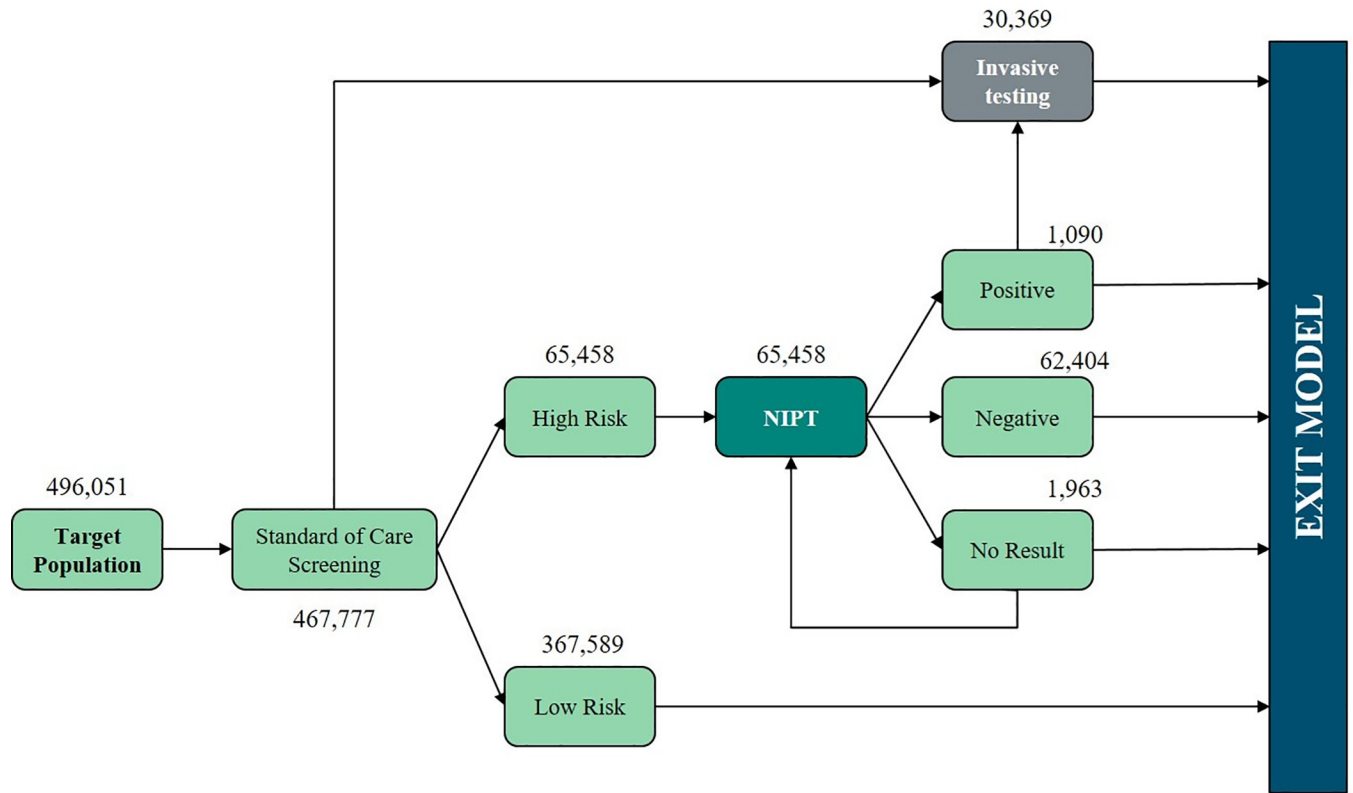 30,369
Invasive
testing
1,090
Positive
65,458
High Risk
65,458
NIPT
62,404
Negative
496,051
Target
Population
Standard of Care
Screening
467,777
1,963
No Result
367,589
Low Risk
EXIT MODEL